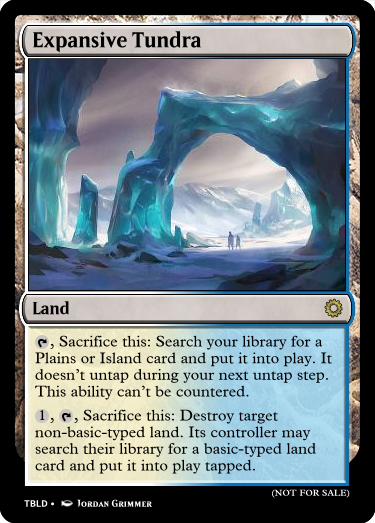 Expansive Tundra
Land
, Sacrifice this: Search your library for a
Plains or Island card and put it into play. It
doesn't untap during your next untap step.
This ability can't be countered.
1, , Sacrifice this: Destroy target
non-basic-typed land. Its controller may
search their library for a basic-typed land
card and put it into play tapped.
(NOT FOR SALE)
TBLD • Jordan Grimmer